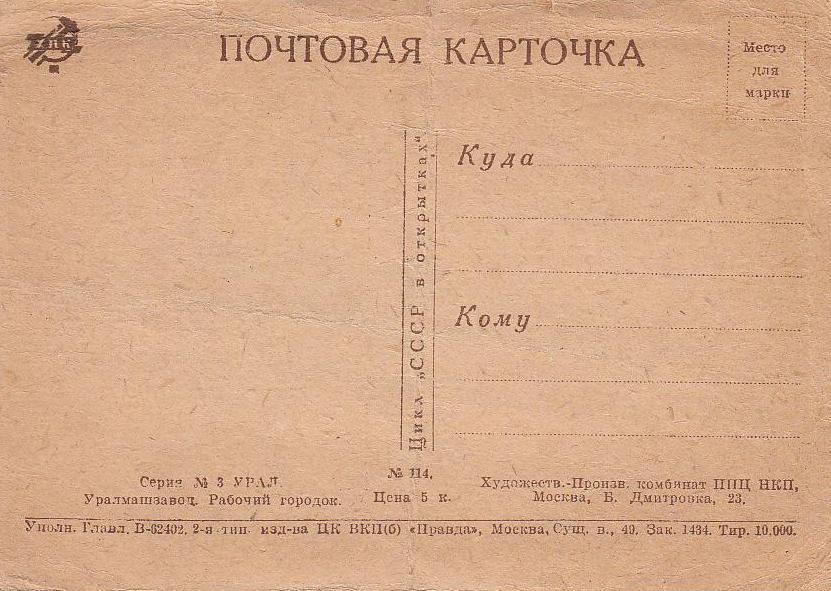 ПОЧТОВАЯ КАРТОЧКА
Место
для
марки
Куда
Кому
Цикл „СССР в открытках“
Серия № 3 УРАЛ.
Уралмашзавод. Рабочий городок.
№ 114.
Цена 5 к.
Художеств.-Произв. комбинат ППЦ НКП,
Москва, Б. Дмитровка, 23.
Уполн. Главл. В-62402. 2-я тип. изд-ва ЦК ВКП(б) «Правда», Москва, Сущ. в., 49. Зак. 1434. Тир. 10.000.